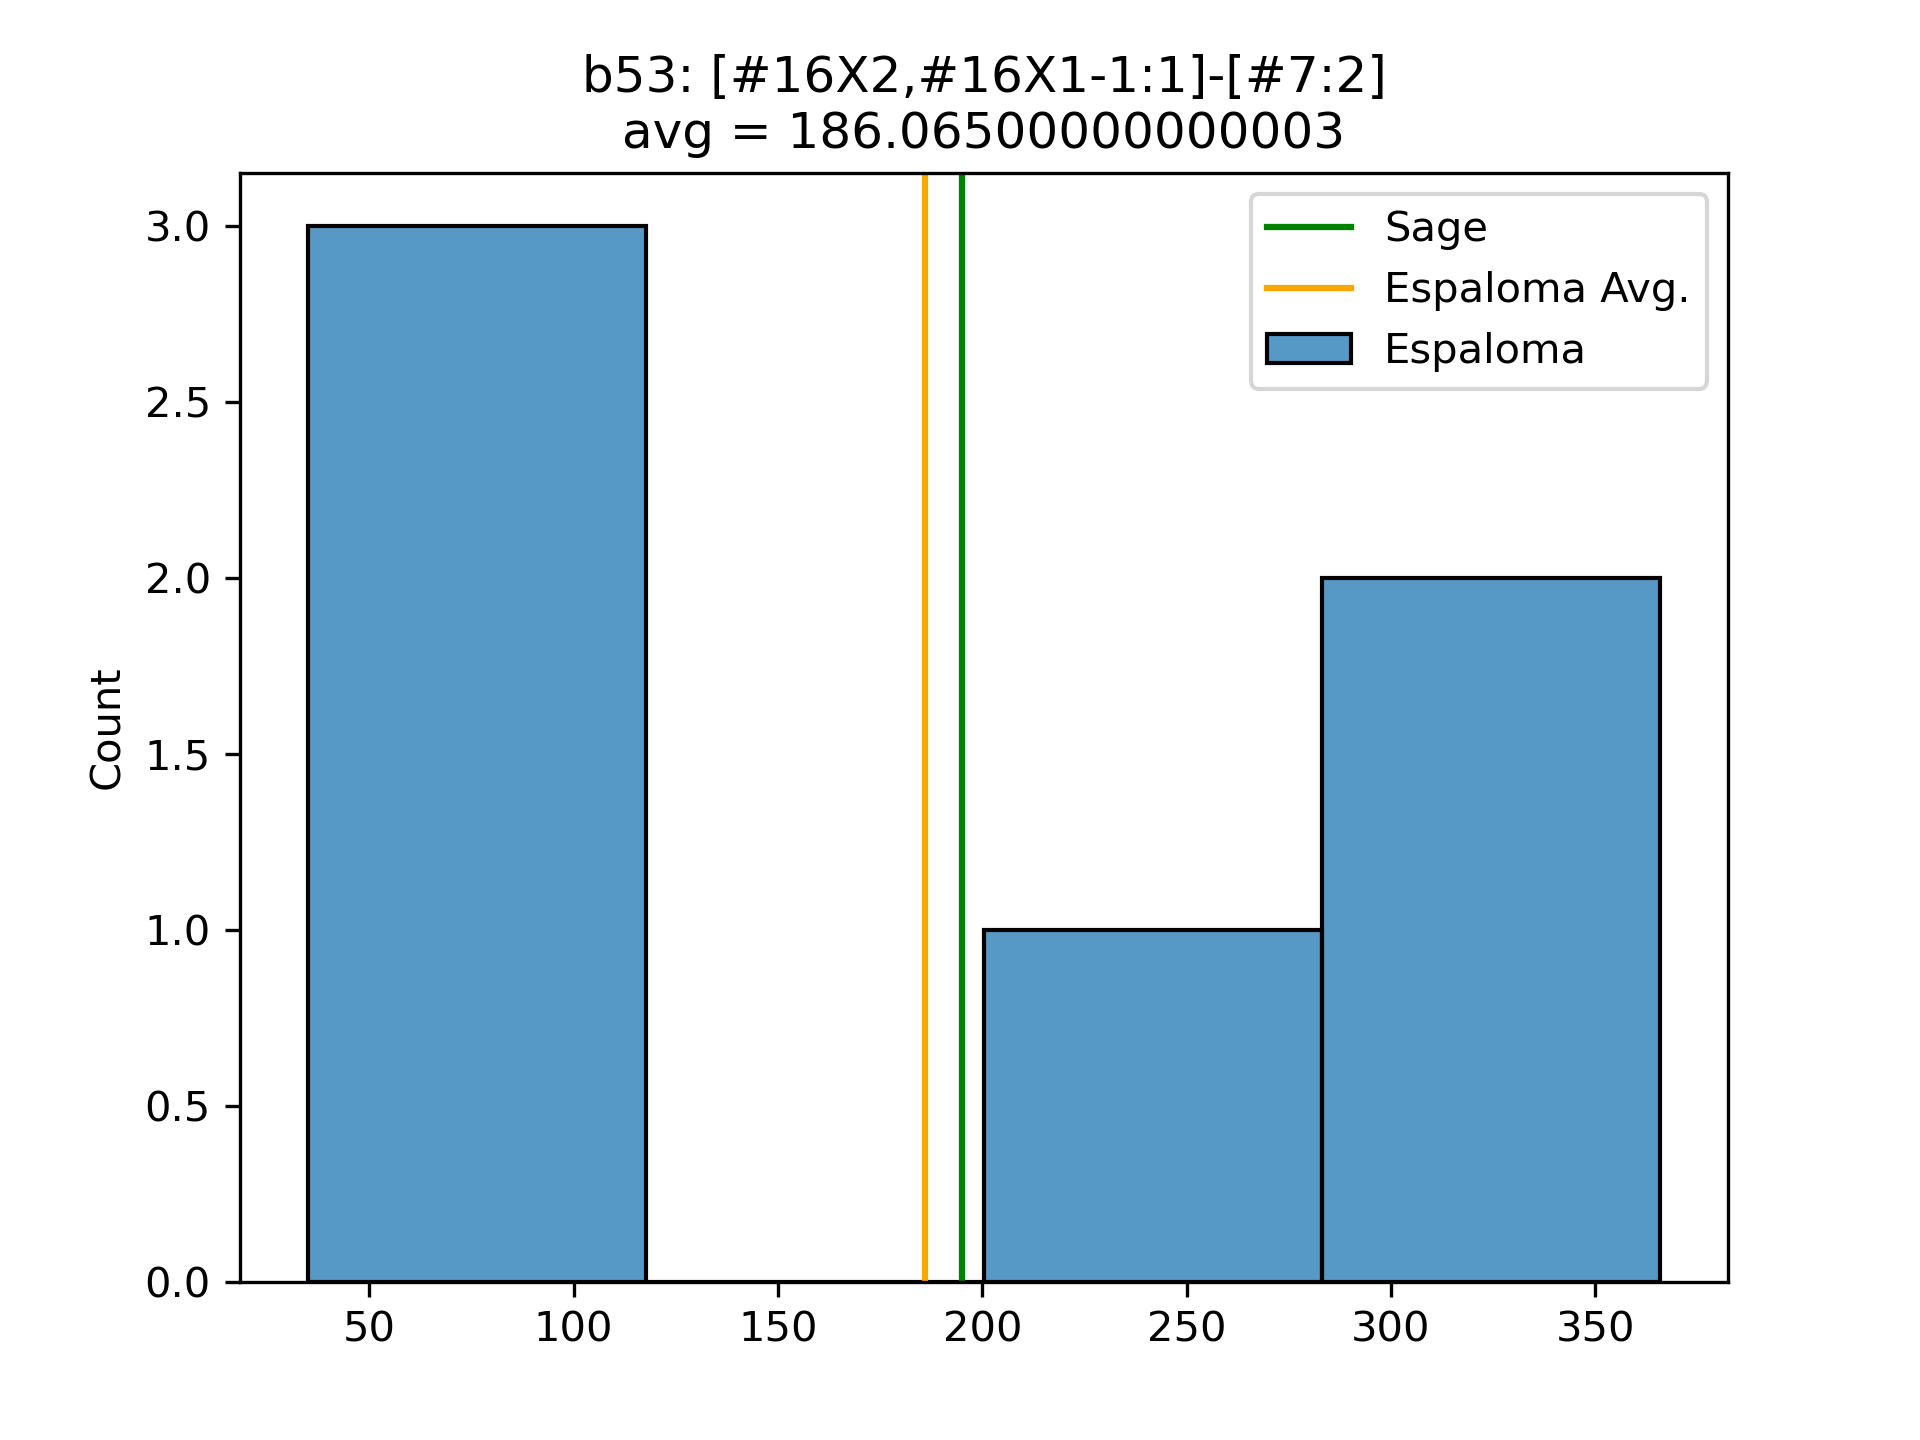 b53: [#16X2,#16X1-1:1]-[#7:2]
avg = 186.06500000000003
Sage
Espaloma Avg.
Espaloma
Count
3.0
2.5
2.0
1.5
1.0
0.5
0.0
50 100 150 200 250 300 350